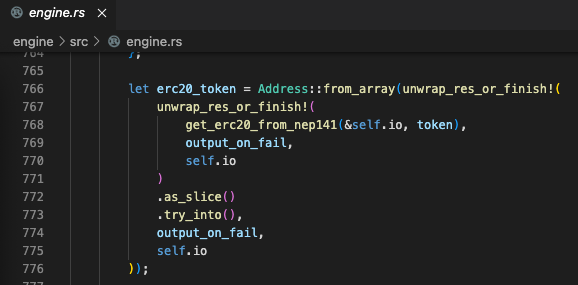 engine.rs ×
engine > src > engine.rs
764 };
765
766 let erc20_token = Address::from_array(unwrap_res_or_finish!(
767 unwrap_res_or_finish!(
768 get_erc20_from_nep141(&self.io, token),
769 output_on_fail,
770 self.io
771 )
772 .as_slice()
773 .try_into(),
774 output_on_fail,
775 self.io
776 ));
777